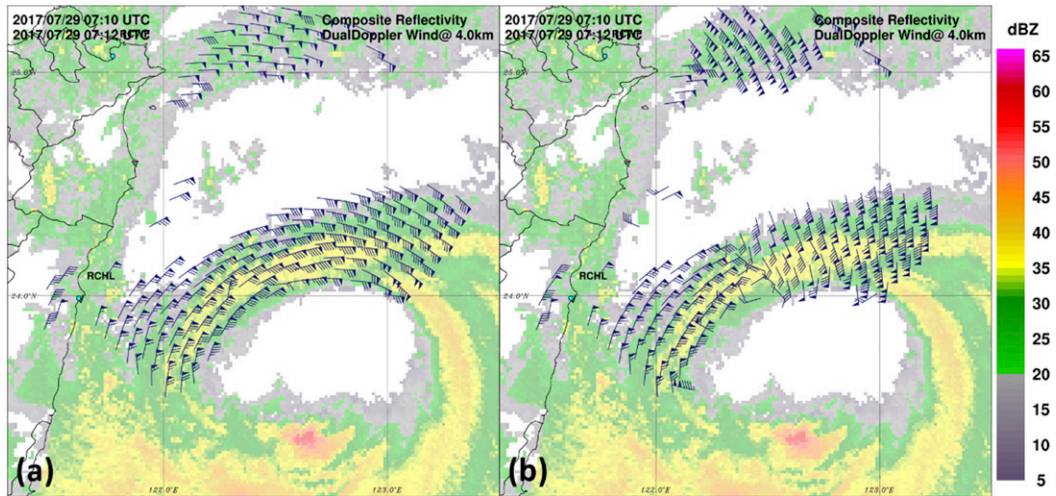 2017/07/29 07:10 UTC
Composite Reflectivity
DualDoppler Wind@ 4.0km
25.0°N
RCHL
24.0°N
(a)
122.0°E
123.0°E
2017/07/29 07:10 UTC
Composite Reflectivity
DualDoppler Wind@ 4.0km
25.0°N
RCHL
24.0°N
(b)
122.0°E
123.0°E
dBZ
65
60
55
50
45
40
35
30
25
20
15
10
5